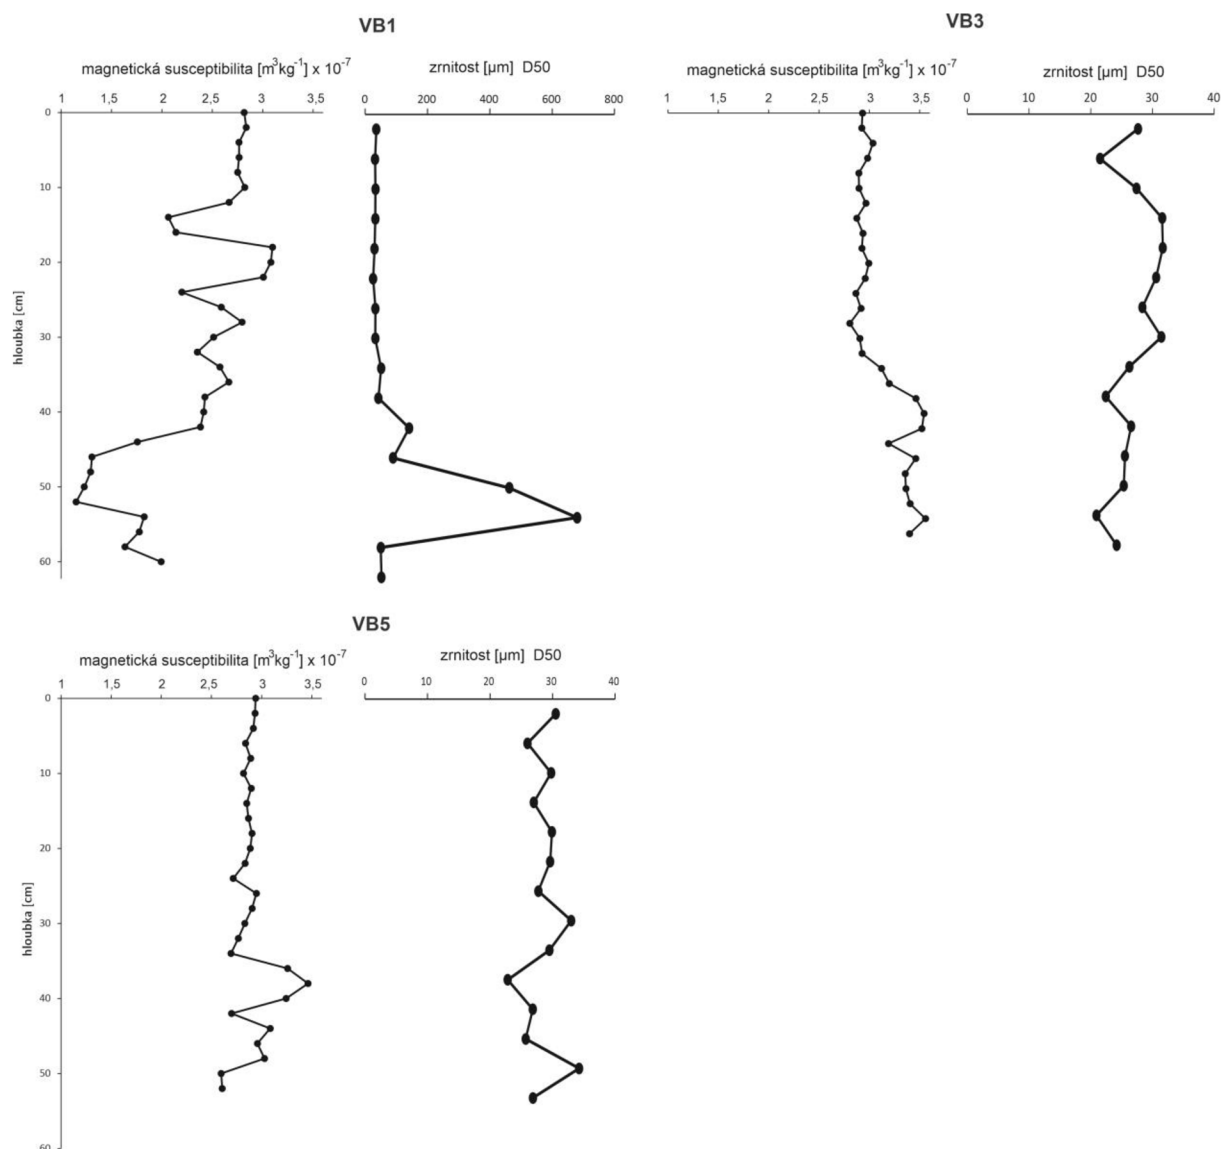 VB1
magnetická susceptibilita [m³kg⁻¹] x 10⁻⁷
zrnitost [µm] D50
1 1,5 2 2,5 3 3,5
0 200 400 600 800
0
10
20
30
40
50
60
hloubka [cm]
VB3
magnetická susceptibilita [m³kg⁻¹] x 10⁻⁷
zrnitost [µm] D50
1 1,5 2 2,5 3 3,5
0 10 20 30 40
VB5
magnetická susceptibilita [m³kg⁻¹] x 10⁻⁷
zrnitost [µm] D50
1 1,5 2 2,5 3 3,5
0 10 20 30 40
0
10
20
30
40
50
60
hloubka [cm]